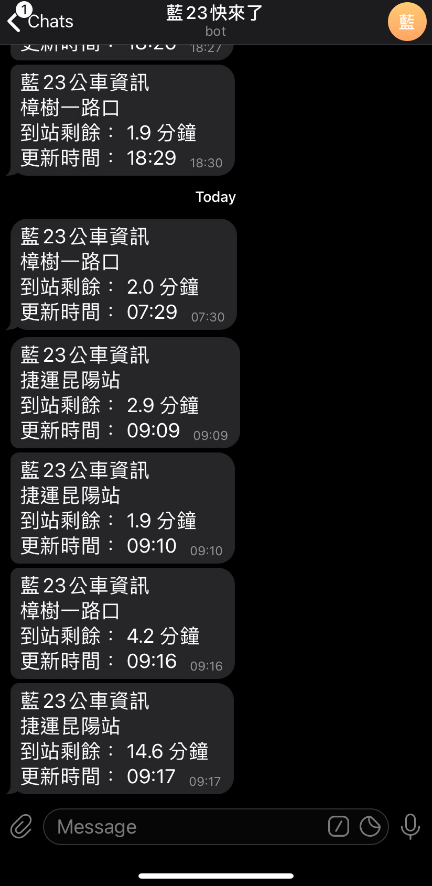 1
Chats
藍23快來了
bot
藍
18:27
藍23公車資訊
樟樹一路口
到站剩餘： 1.9 分鐘
更新時間： 18:29 18:30
Today
藍23公車資訊
樟樹一路口
到站剩餘： 2.0 分鐘
更新時間： 07:29 07:30
藍23公車資訊
捷運昆陽站
到站剩餘： 2.9 分鐘
更新時間： 09:09 09:09
藍23公車資訊
捷運昆陽站
到站剩餘： 1.9 分鐘
更新時間： 09:10 09:10
藍23公車資訊
樟樹一路口
到站剩餘： 4.2 分鐘
更新時間： 09:16 09:16
藍23公車資訊
捷運昆陽站
到站剩餘： 14.6 分鐘
更新時間： 09:17 09:17
Message